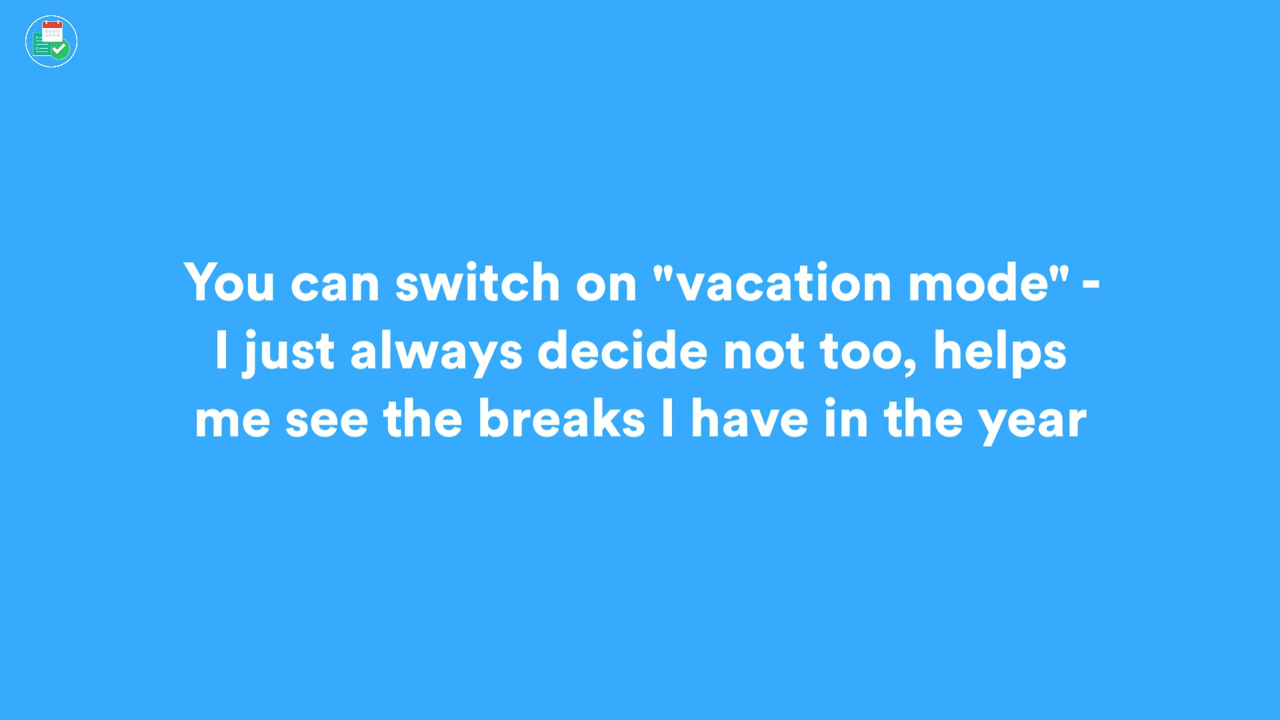 You can switch on "vacation mode" -
I just always decide not too, helps
me see the breaks I have in the year